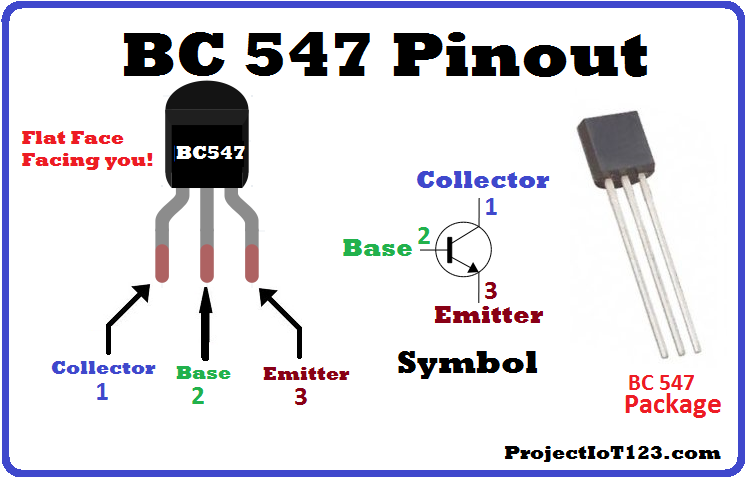 BC 547 Pinout
Flat Face
Facing you!
BC547
Collector
1
Base
2
Emitter
3
Collector
1
Base
2
3
Emitter
Symbol
BC 547
Package
ProjectIoT123.com